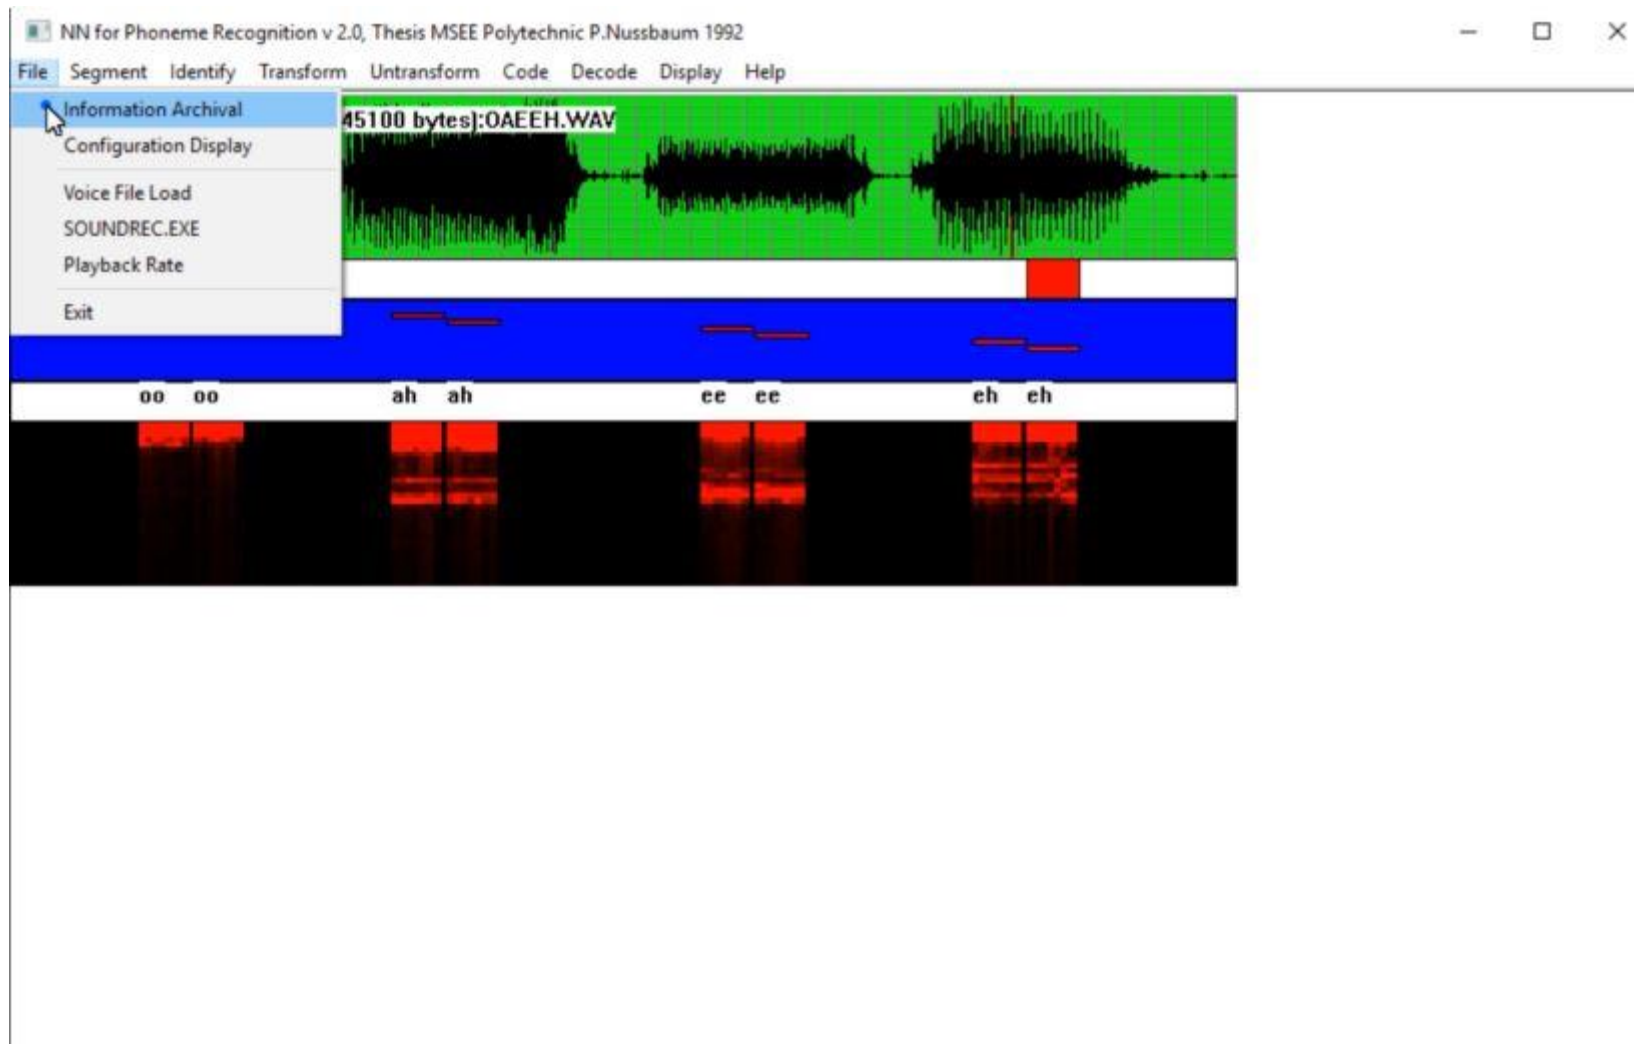 NN for Phoneme Recognition v 2.0, Thesis MSEE Polytechnic P.Nussbaum 1992
File Segment Identify Transform Untransform Code Decode Display Help
Information Archival
45100 bytes):OAEEH.WAV
Configuration Display
Voice File Load
SOUNDREC.EXE
Playback Rate
Exit
oo oo ah ah ee ee eh eh